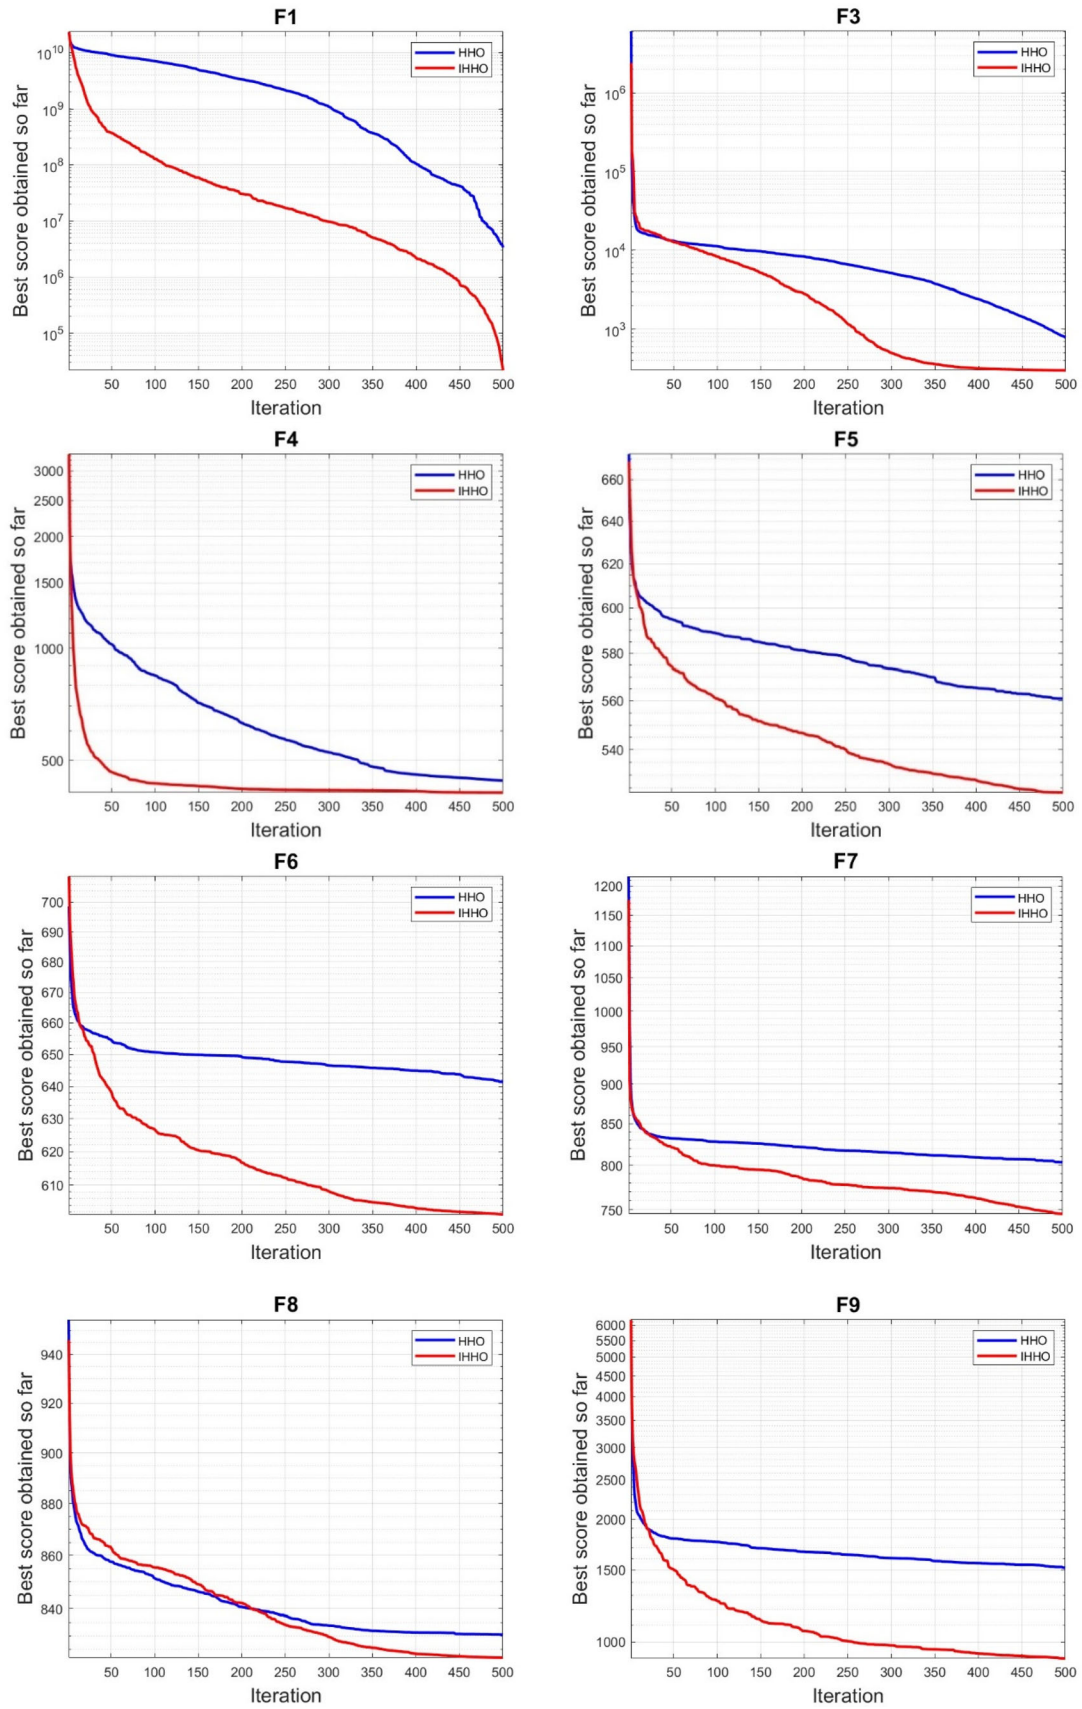 F1
Best score obtained so far
10^10
10^9
10^8
10^7
10^6
10^5
HHO
IHHO
50 100 150 200 250 300 350 400 450 500
Iteration
F3
Best score obtained so far
10^6
10^5
10^4
10^3
HHO
IHHO
50 100 150 200 250 300 350 400 450 500
Iteration
F4
Best score obtained so far
3000
2500
2000
1500
1000
500
HHO
IHHO
50 100 150 200 250 300 350 400 450 500
Iteration
F5
Best score obtained so far
660
640
620
600
580
560
540
HHO
IHHO
50 100 150 200 250 300 350 400 450 500
Iteration
F6
Best score obtained so far
700
690
680
670
660
650
640
630
620
610
HHO
IHHO
50 100 150 200 250 300 350 400 450 500
Iteration
F7
Best score obtained so far
1200
1150
1100
1050
1000
950
900
850
800
750
HHO
IHHO
50 100 150 200 250 300 350 400 450 500
Iteration
F8
Best score obtained so far
940
920
900
880
860
840
HHO
IHHO
50 100 150 200 250 300 350 400 450 500
Iteration
F9
Best score obtained so far
6000
5500
5000
4500
4000
3500
3000
2500
2000
1500
1000
HHO
IHHO
50 100 150 200 250 300 350 400 450 500
Iteration